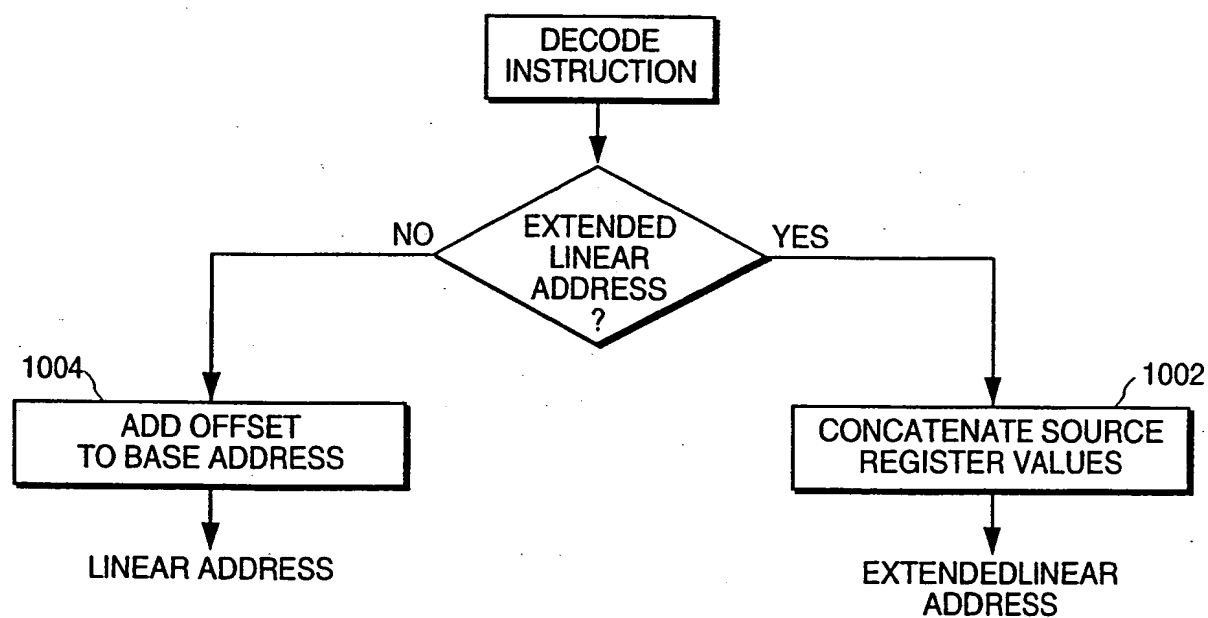 DECODE
INSTRUCTION
EXTENDED
LINEAR
ADDRESS
?
NO
YES
1004
ADD OFFSET
TO BASE ADDRESS
LINEAR ADDRESS
1002
CONCATENATE SOURCE
REGISTER VALUES
EXTENDEDLINEAR
ADDRESS